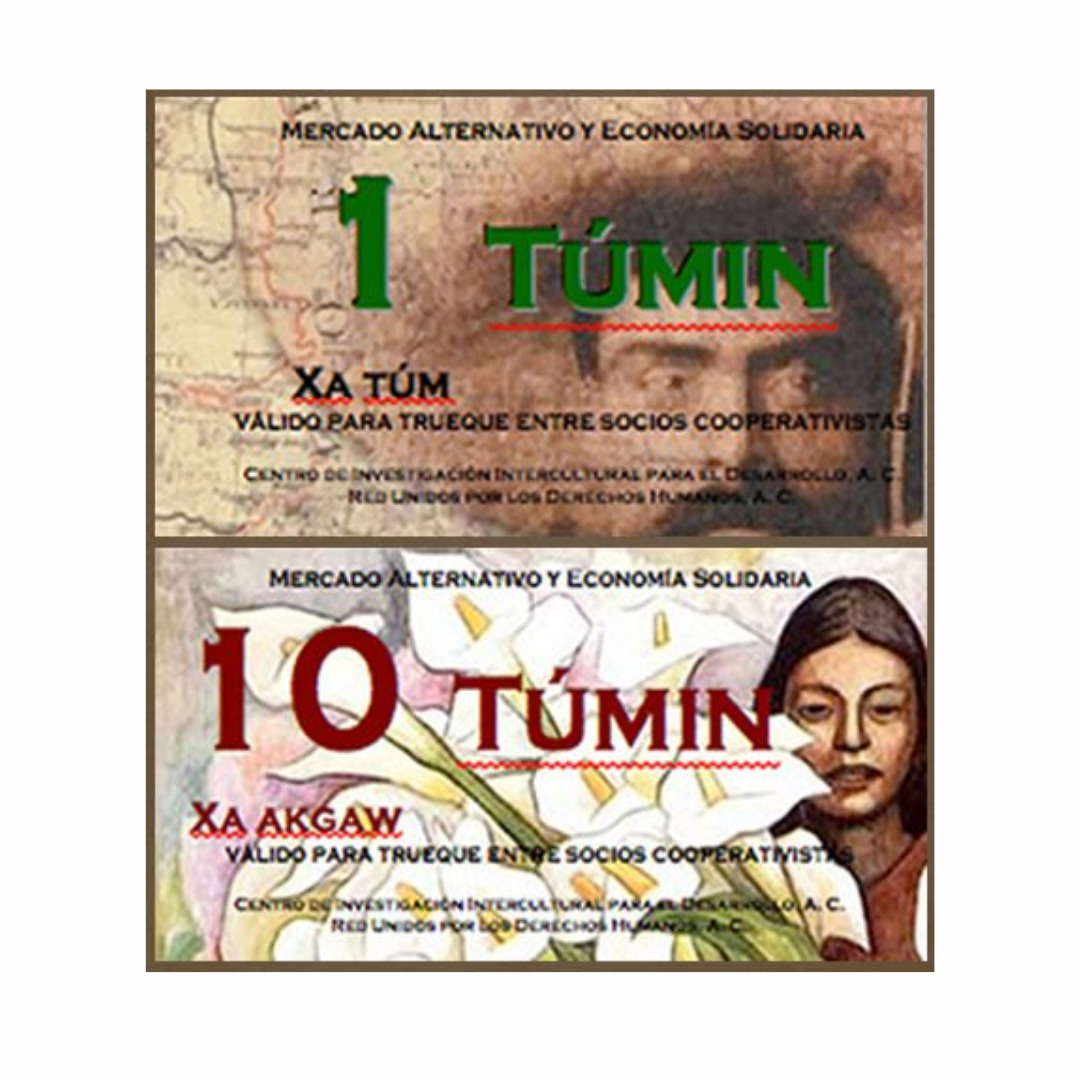 MERCADO ALTERNATIVO Y ECONOMÍA SOLIDARIA
1 TÚMIN
XA TÚM
VÁLIDO PARA TRUEQUE ENTRE SOCIOS COOPERATIVISTAS
CENTRO DE INVESTIGACIÓN INTERCULTURAL PARA EL DESARROLLO, A. C.
RED UNIDOS POR LOS DERECHOS HUMANOS, A. C.
MERCADO ALTERNATIVO Y ECONOMÍA SOLIDARIA
10 TÚMIN
XA AKGAW
VÁLIDO PARA TRUEQUE ENTRE SOCIOS COOPERATIVISTAS
CENTRO DE INVESTIGACIÓN INTERCULTURAL PARA EL DESARROLLO, A. C.
RED UNIDOS POR LOS DERECHOS HUMANOS, A. C.